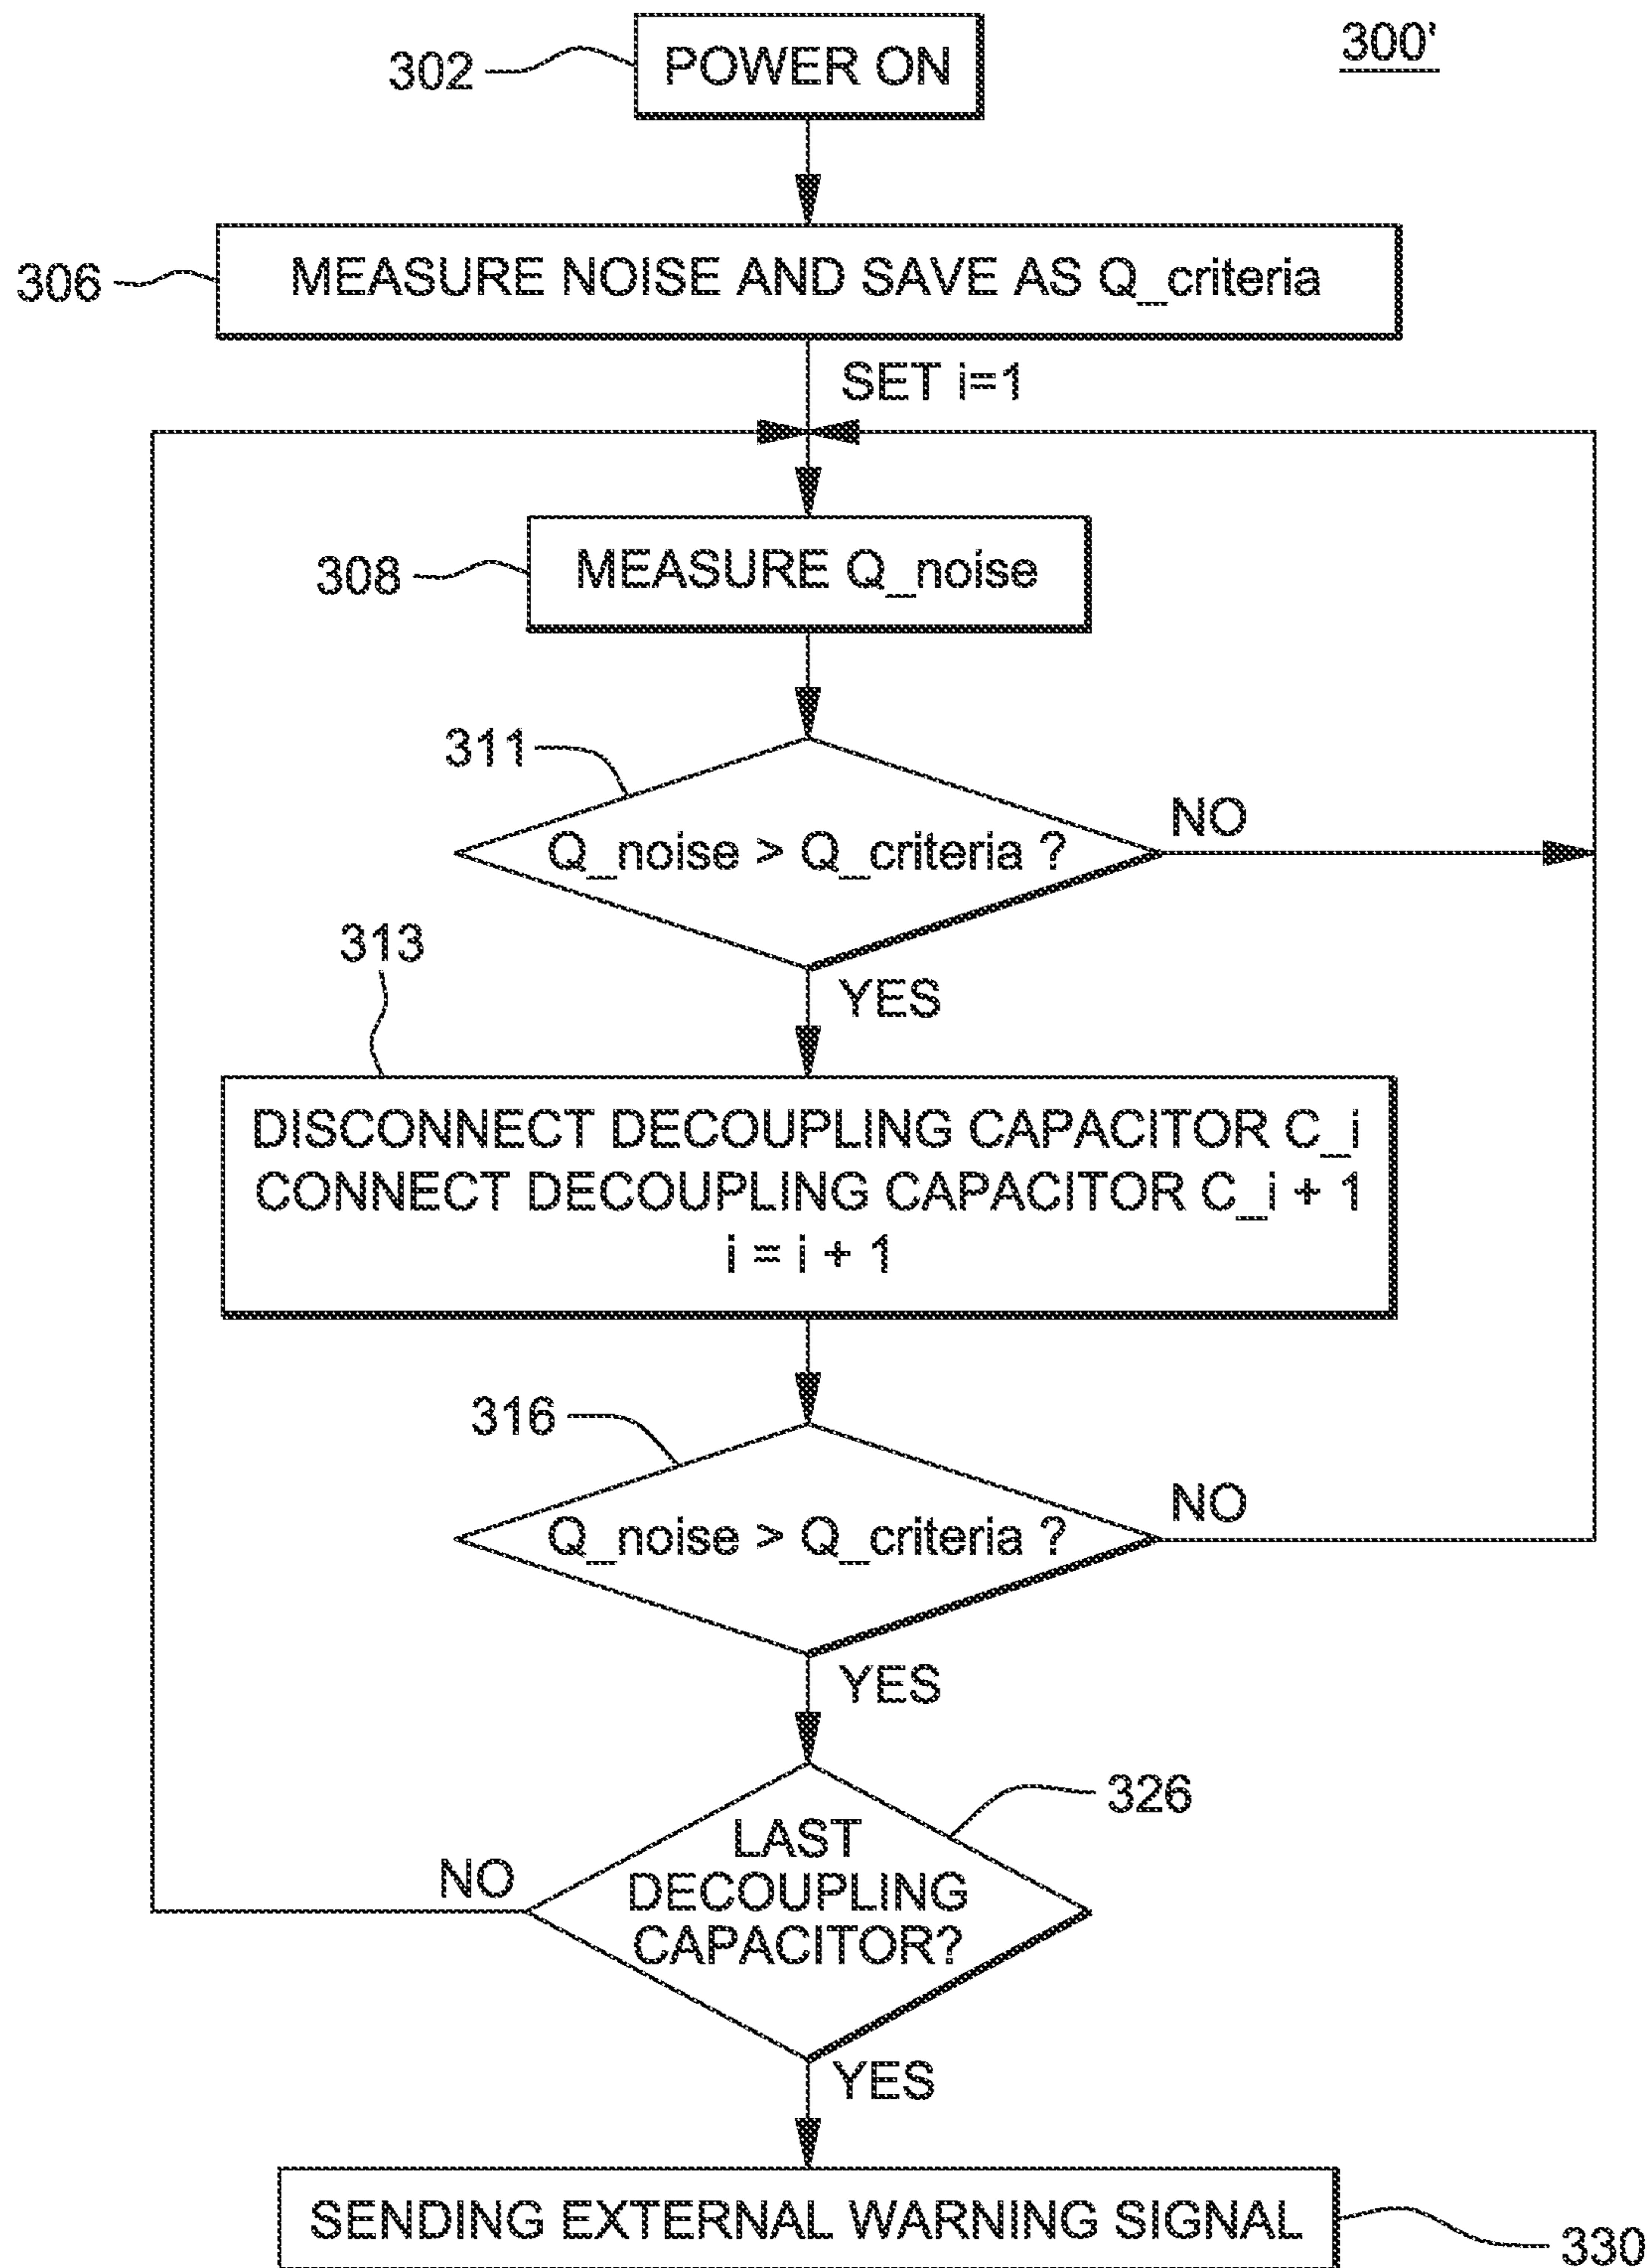 300'
302
POWER ON
306
MEASURE NOISE AND SAVE AS Q_criteria
SET i=1
308
MEASURE Q_noise
311
Q_noise > Q_criteria ?
NO
YES
313
DISCONNECT DECOUPLING CAPACITOR C_i
CONNECT DECOUPLING CAPACITOR C_i + 1
i = i + 1
316
Q_noise > Q_criteria ?
NO
YES
326
LAST
DECOUPLING
CAPACITOR?
NO
YES
SENDING EXTERNAL WARNING SIGNAL
330